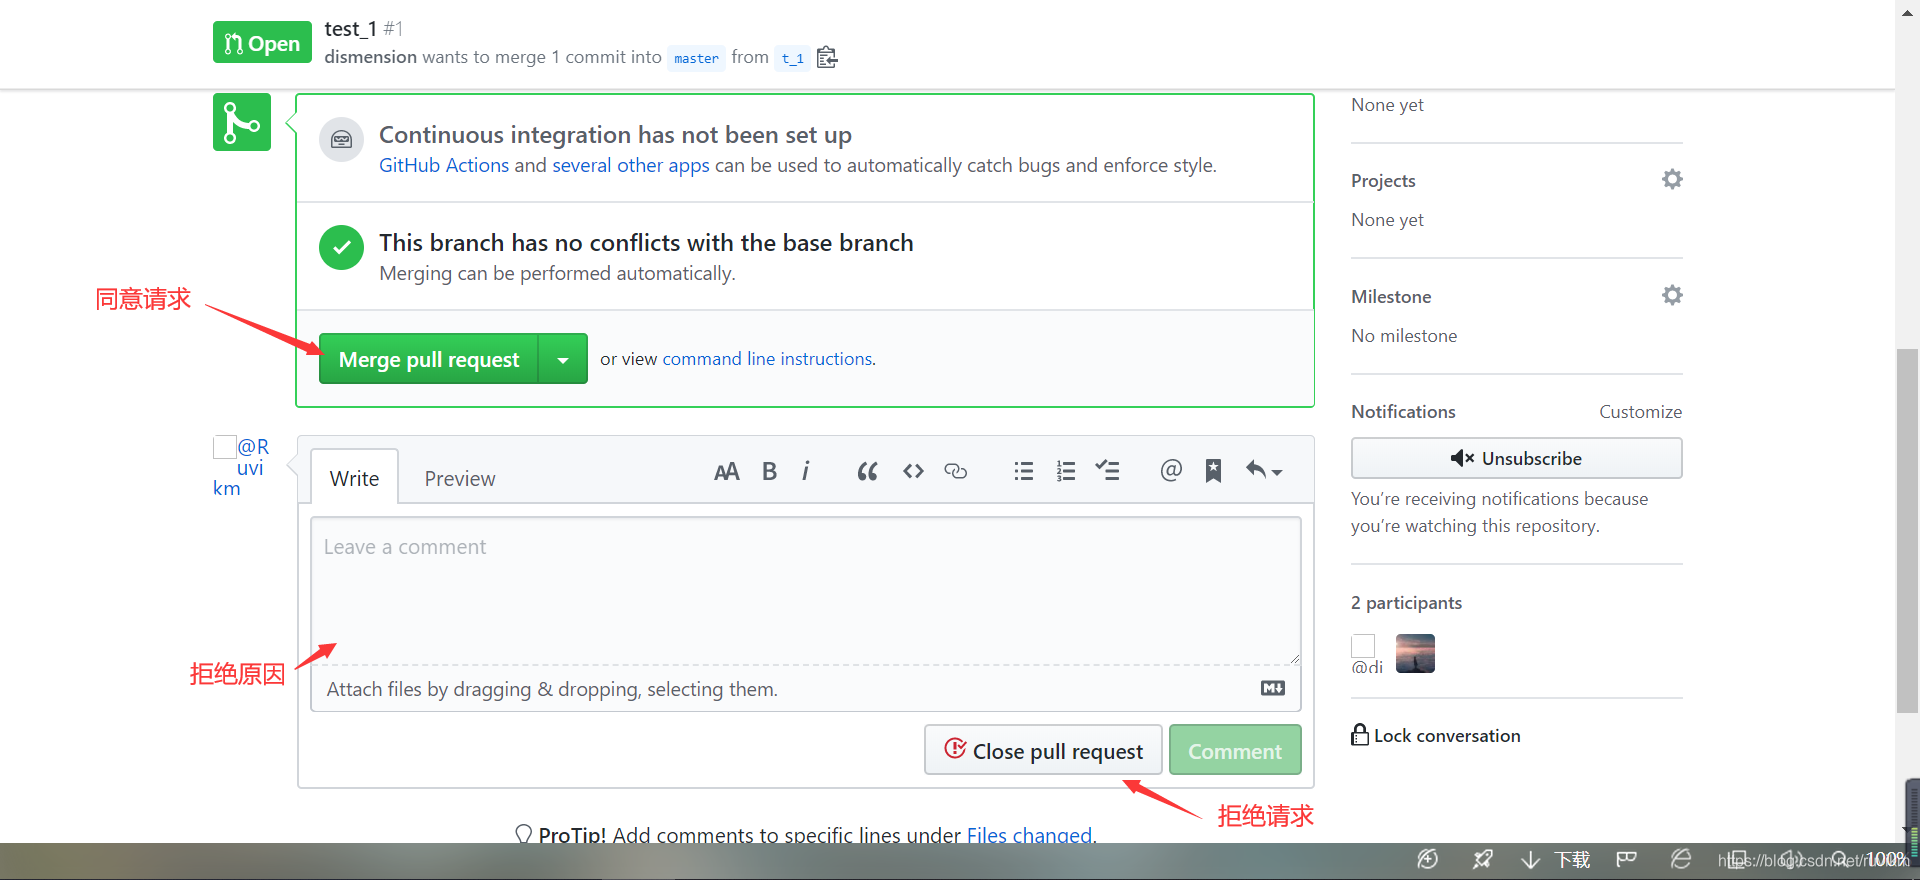 Open
test_1 #1
dismension wants to merge 1 commit into master from t_1
Continuous integration has not been set up
GitHub Actions and several other apps can be used to automatically catch bugs and enforce style.
This branch has no conflicts with the base branch
Merging can be performed automatically.
同意请求
Merge pull request
or view command line instructions.
@R
uvi
km
Write
Preview
AA B i
@
Leave a comment
拒绝原因
Attach files by dragging & dropping, selecting them.
Close pull request
Comment
拒绝请求
ProTip! Add comments to specific lines under Files changed.
None yet
Projects
None yet
Milestone
No milestone
Notifications
Customize
Unsubscribe
You’re receiving notifications because
you’re watching this repository.
2 participants
@di
Lock conversation
下载
100%